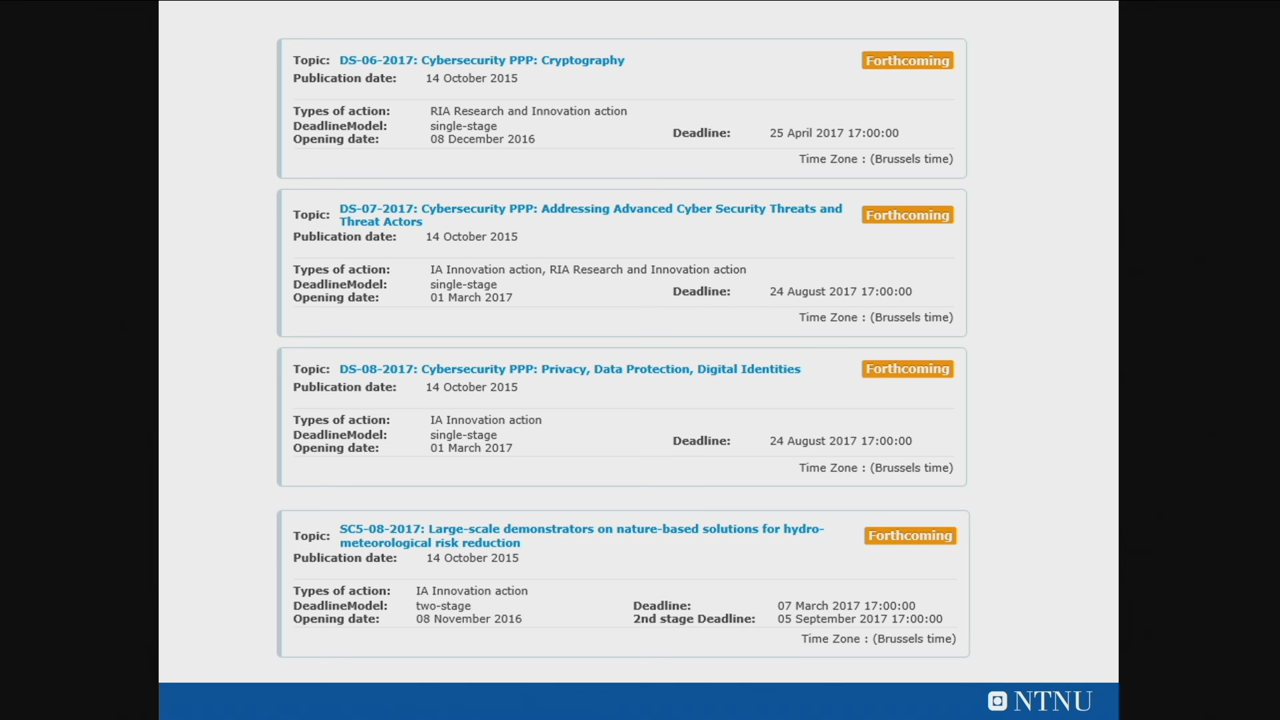 Topic: DS-06-2017: Cybersecurity PPP: Cryptography Forthcoming
Publication date: 14 October 2015
Types of action: RIA Research and Innovation action
DeadlineModel: single-stage
Deadline: 25 April 2017 17:00:00
Opening date: 08 December 2016
Time Zone : (Brussels time)
Topic: DS-07-2017: Cybersecurity PPP: Addressing Advanced Cyber Security Threats and
Threat Actors
Forthcoming
Publication date: 14 October 2015
Types of action: IA Innovation action, RIA Research and Innovation action
DeadlineModel: single-stage
Deadline: 24 August 2017 17:00:00
Opening date: 01 March 2017
Time Zone : (Brussels time)
Topic: DS-08-2017: Cybersecurity PPP: Privacy, Data Protection, Digital Identities Forthcoming
Publication date: 14 October 2015
Types of action: IA Innovation action
DeadlineModel: single-stage
Deadline: 24 August 2017 17:00:00
Opening date: 01 March 2017
Time Zone : (Brussels time)
Topic: SC5-08-2017: Large-scale demonstrators on nature-based solutions for hydro-
meteorological risk reduction
Forthcoming
Publication date: 14 October 2015
Types of action: IA Innovation action
DeadlineModel: two-stage Deadline: 07 March 2017 17:00:00
Opening date: 08 November 2016 2nd stage Deadline: 05 September 2017 17:00:00
Time Zone : (Brussels time)
NTNU